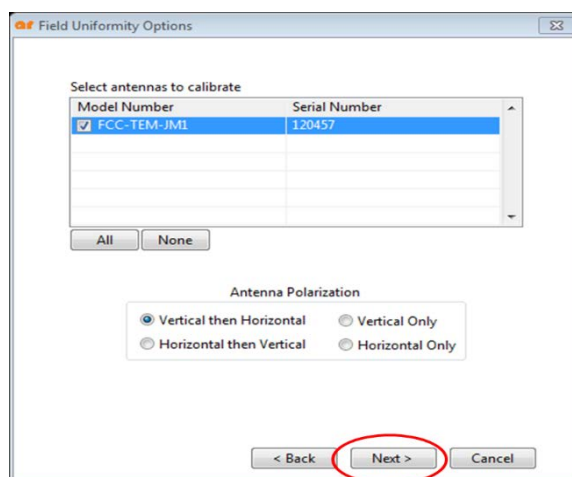 ar Field Uniformity Options
Select antennas to calibrate
Model Number Serial Number
FCC-TEM-JM1 120457
All None
Antenna Polarization
Vertical then Horizontal Vertical Only
Horizontal then Vertical Horizontal Only
< Back Next > Cancel